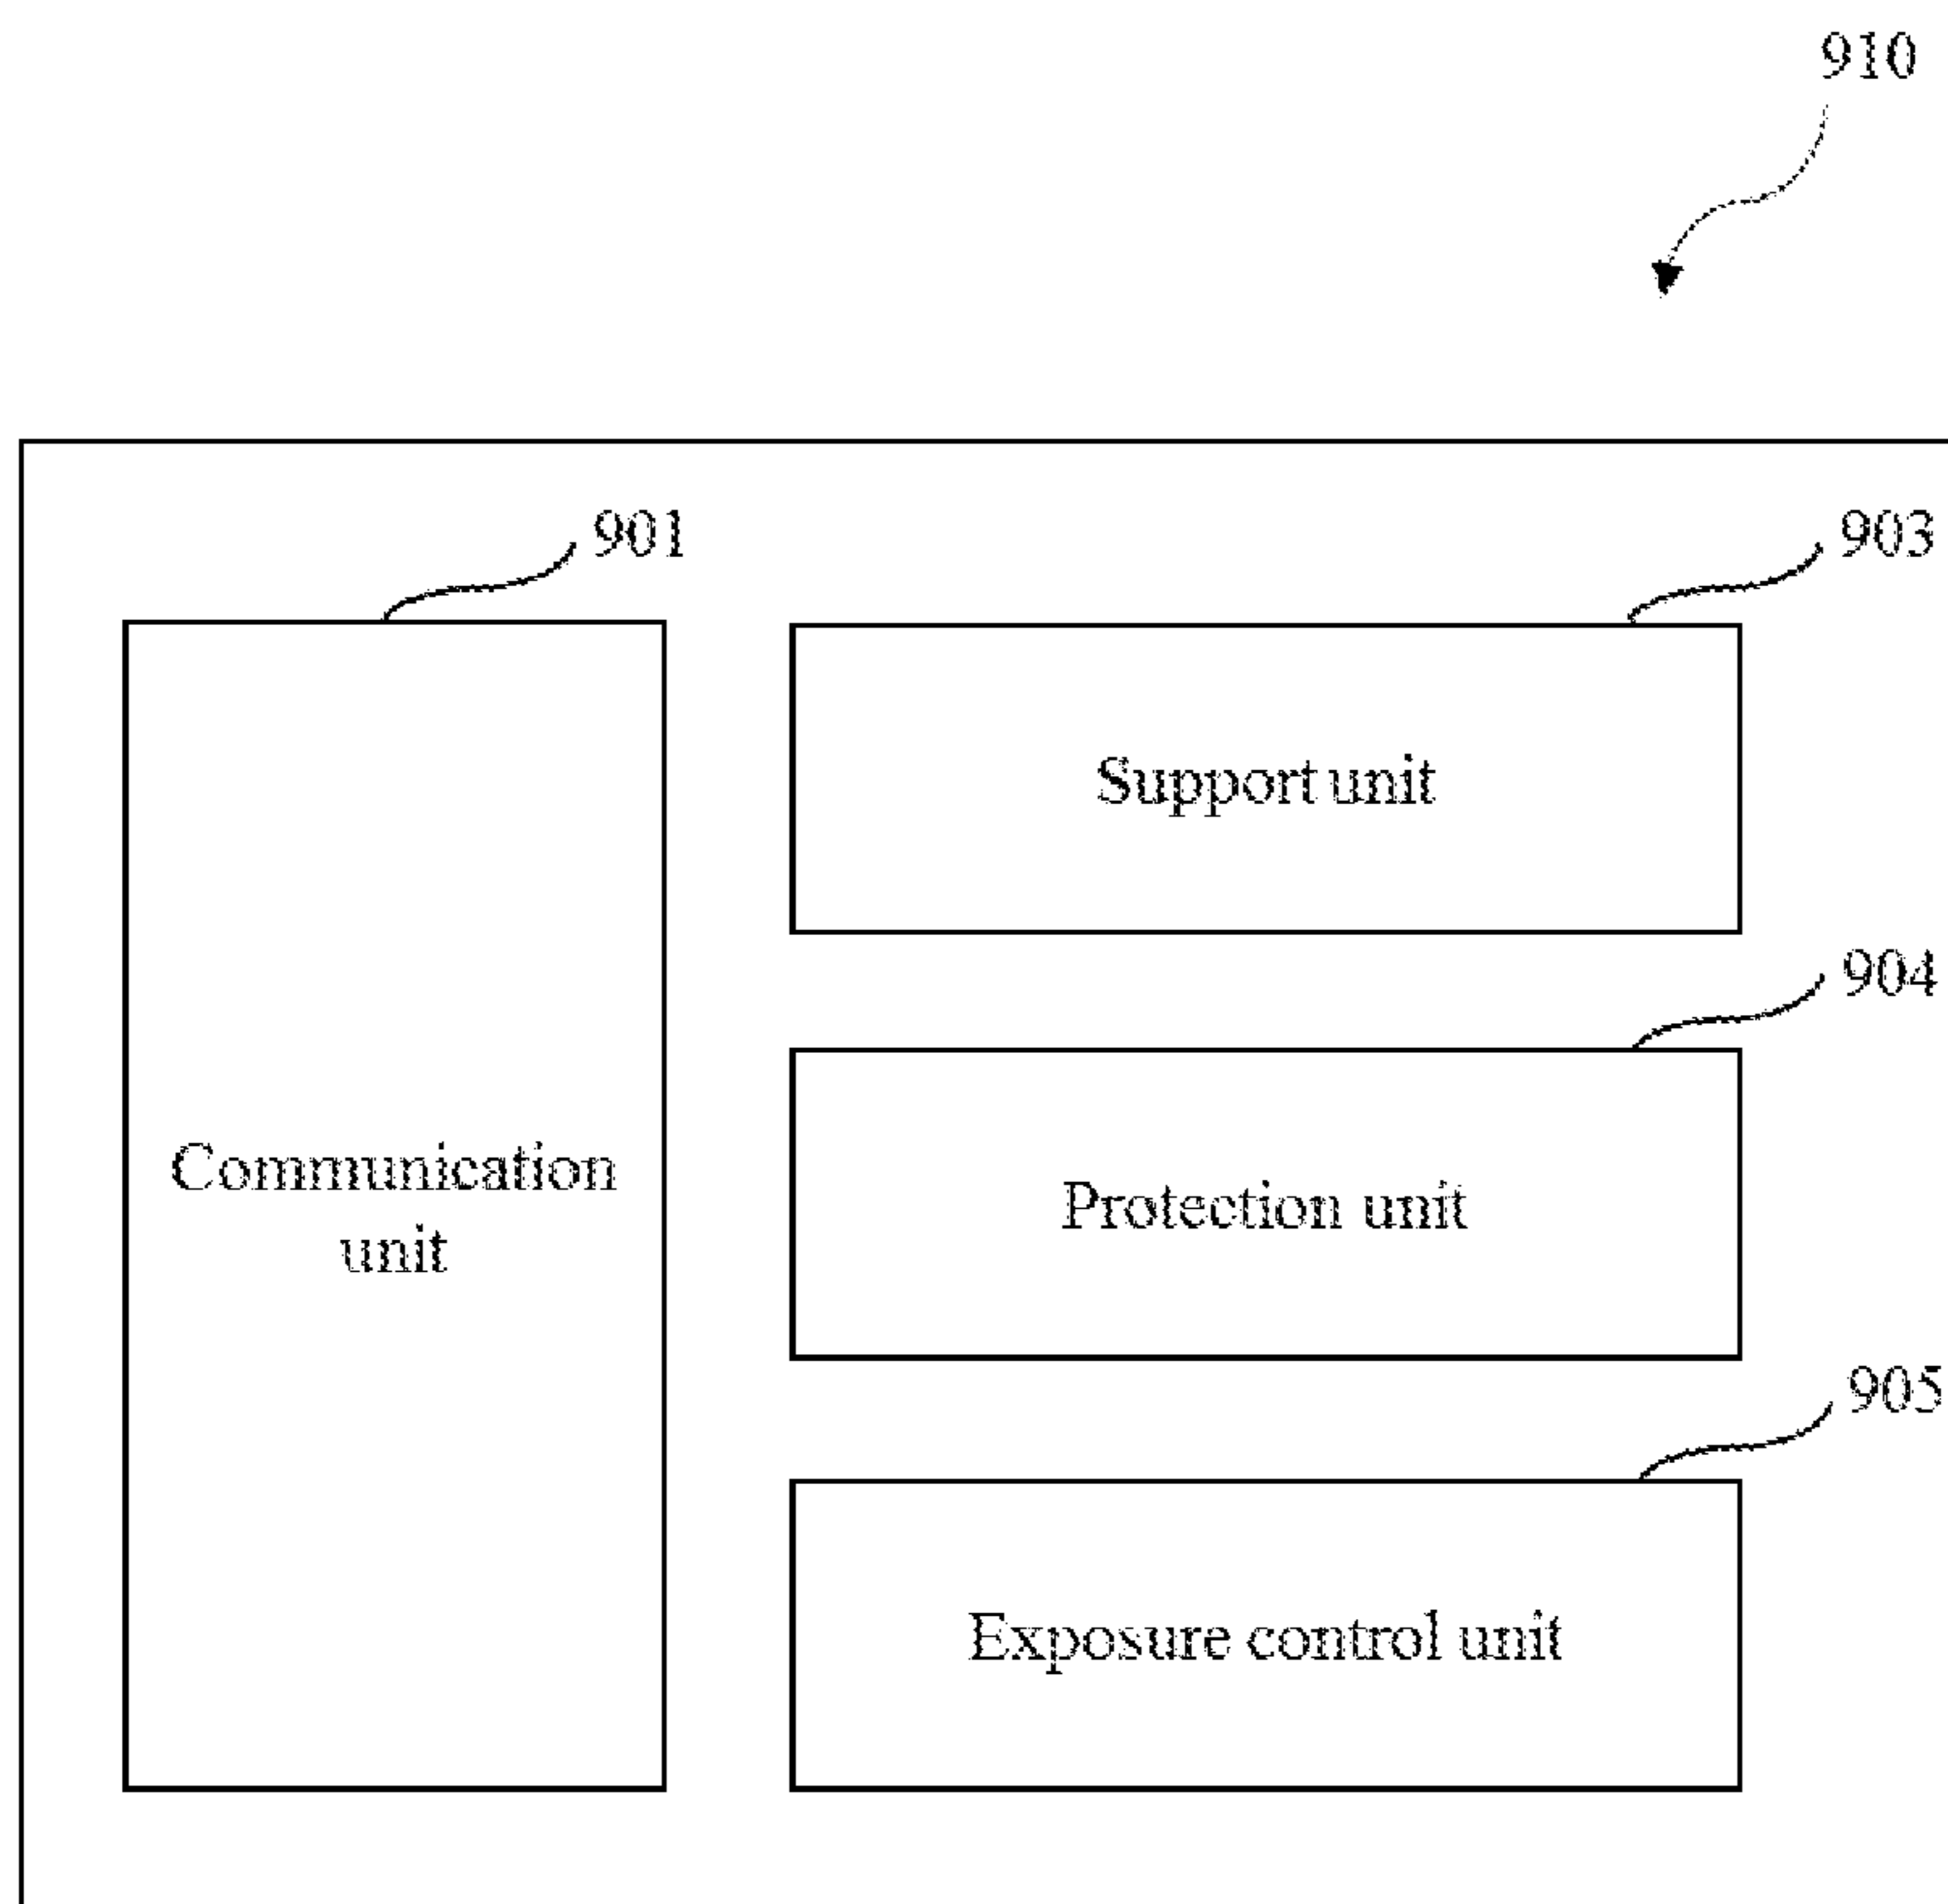 910
901
903
Support unit
904
Communication
unit
Protection unit
905
Exposure control unit